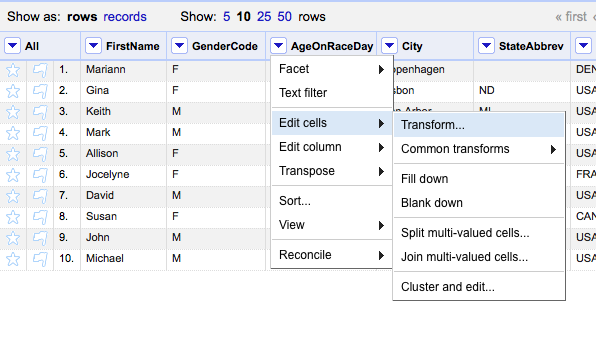 Show as: rows records Show: 5 10 25 50 rows « first ‹
All FirstName GenderCode AgeOnRaceDay City StateAbbrev
1. Mariann F openhagen DEN
2. Gina F sbon ND USA
3. Keith M Arbor MI USA
4. Mark M USA
5. Allison F USA
6. Jocelyne F FRA
7. David M USA
8. Susan F CAN
9. John M USA
10. Michael M USA
Facet
Text filter
Edit cells
Edit column
Transpose
Sort...
View
Reconcile
Transform...
Common transforms
Fill down
Blank down
Split multi-valued cells...
Join multi-valued cells...
Cluster and edit...